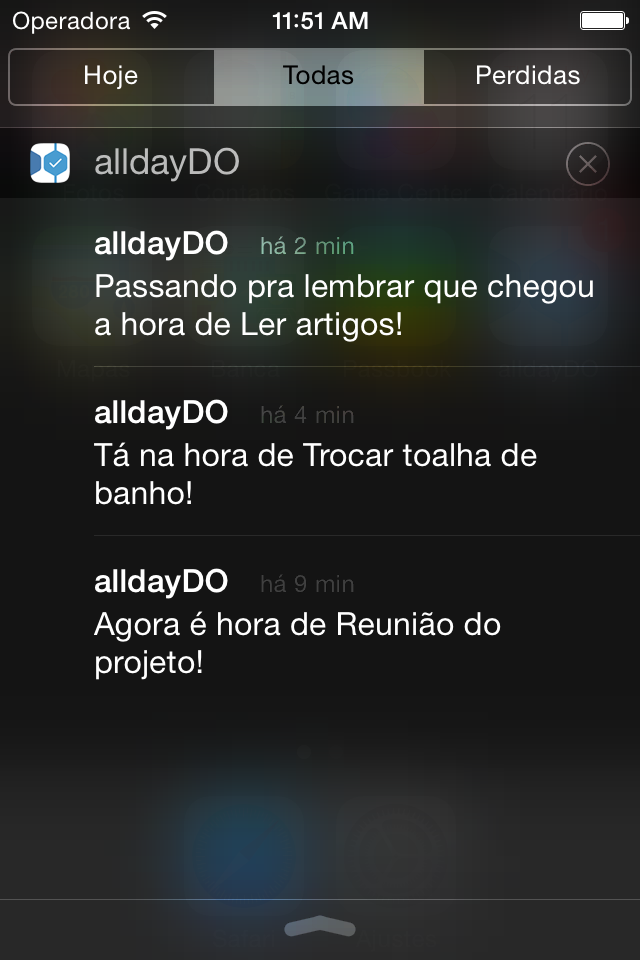 Operadora 11:51 AM
Hoje Todas Perdidas
alldayDO
alldayDO há 2 min
Passando pra lembrar que chegou
a hora de Ler artigos!
alldayDO há 4 min
Tá na hora de Trocar toalha de
banho!
alldayDO há 9 min
Agora é hora de Reunião do
projeto!